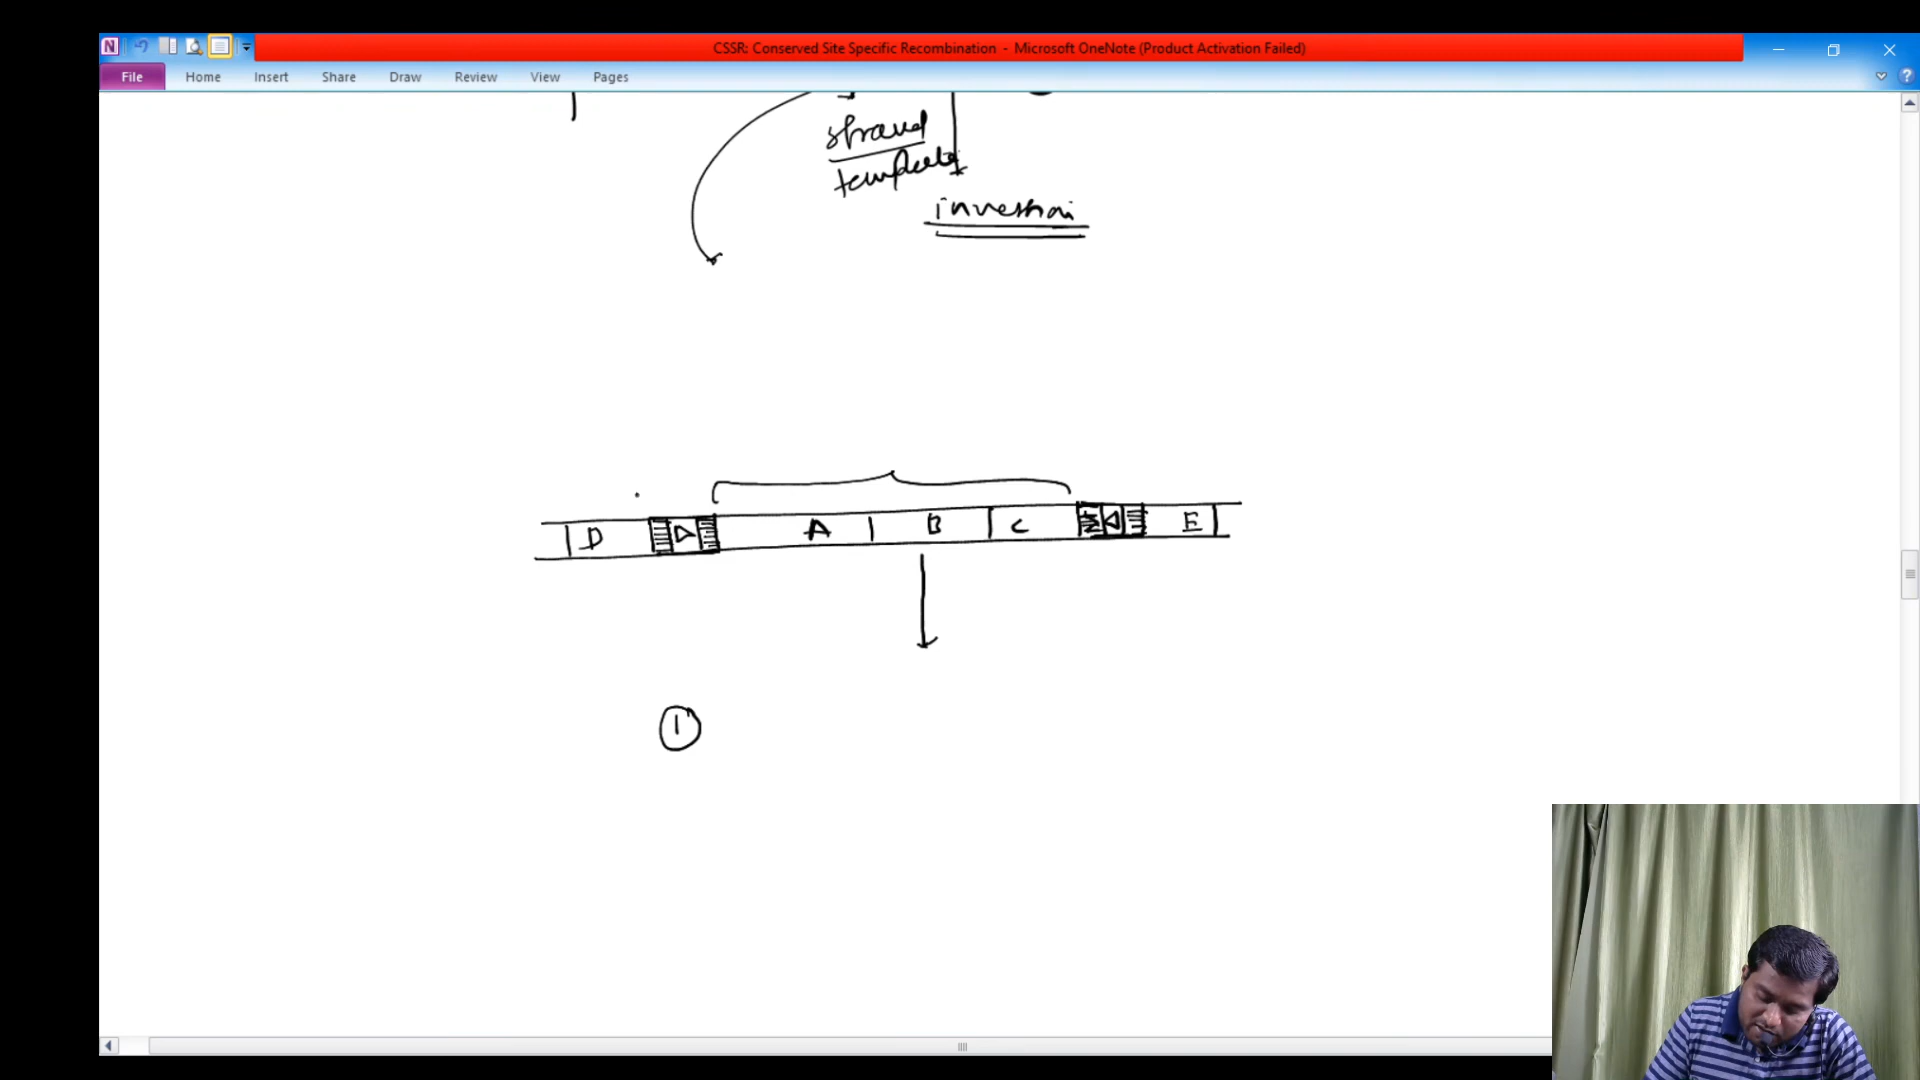 CSSR: Conserved Site Specific Recombination - Microsoft OneNote (Product Activation Failed)
File Home Insert Share Draw Review View Pages
strand
template
inversion
D A B C E
1